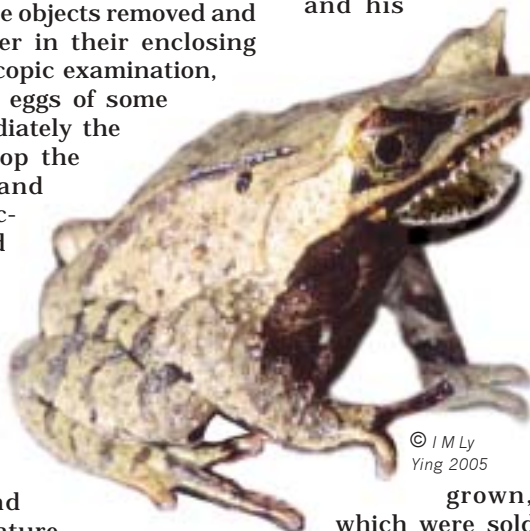 e objects removed and
er in their enclosing
copic examination,
eggs of some
diately the
op the
and
c-
d
and his
© I M Ly
Ying 2005
nd
ature
grown,
which were sold